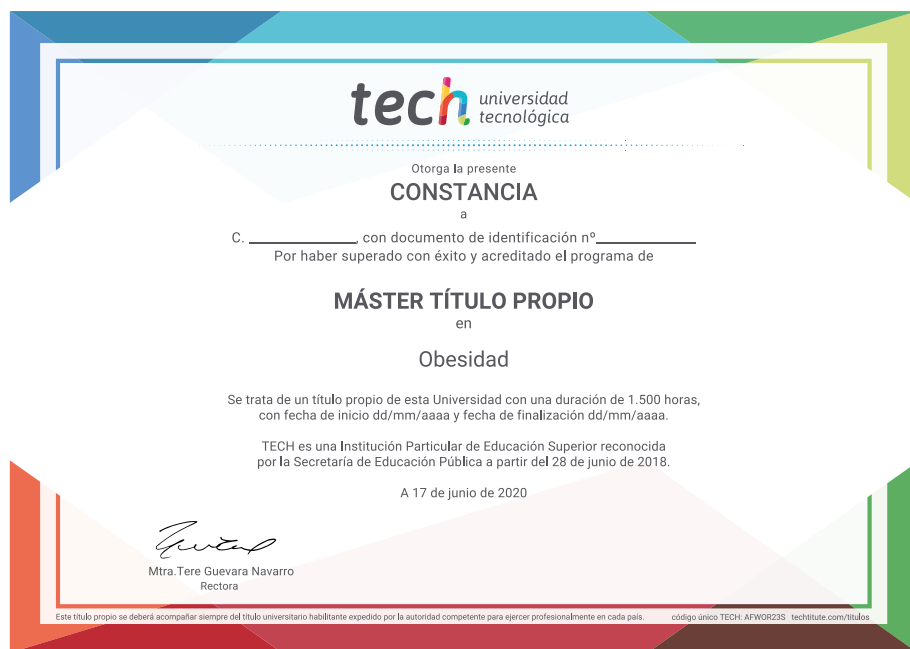 tech universidad
tecnológica
Otorga la presente
CONSTANCIA
a
C. ____________, con documento de identificación nº____________
Por haber superado con éxito y acreditado el programa de
MÁSTER TÍTULO PROPIO
en
Obesidad
Se trata de un título propio de esta Universidad con una duración de 1.500 horas,
con fecha de inicio dd/mm/aaaa y fecha de finalización dd/mm/aaaa.
TECH es una Institución Particular de Educación Superior reconocida
por la Secretaría de Educación Pública a partir del 28 de junio de 2018.
A 17 de junio de 2020
Mtra.Tere Guevara Navarro
Rectora
Este título propio se deberá acompañar siempre del título universitario habilitante expedido por la autoridad competente para ejercer profesionalmente en cada país. código único TECH: AFWOR23S techtitute.com/titulos